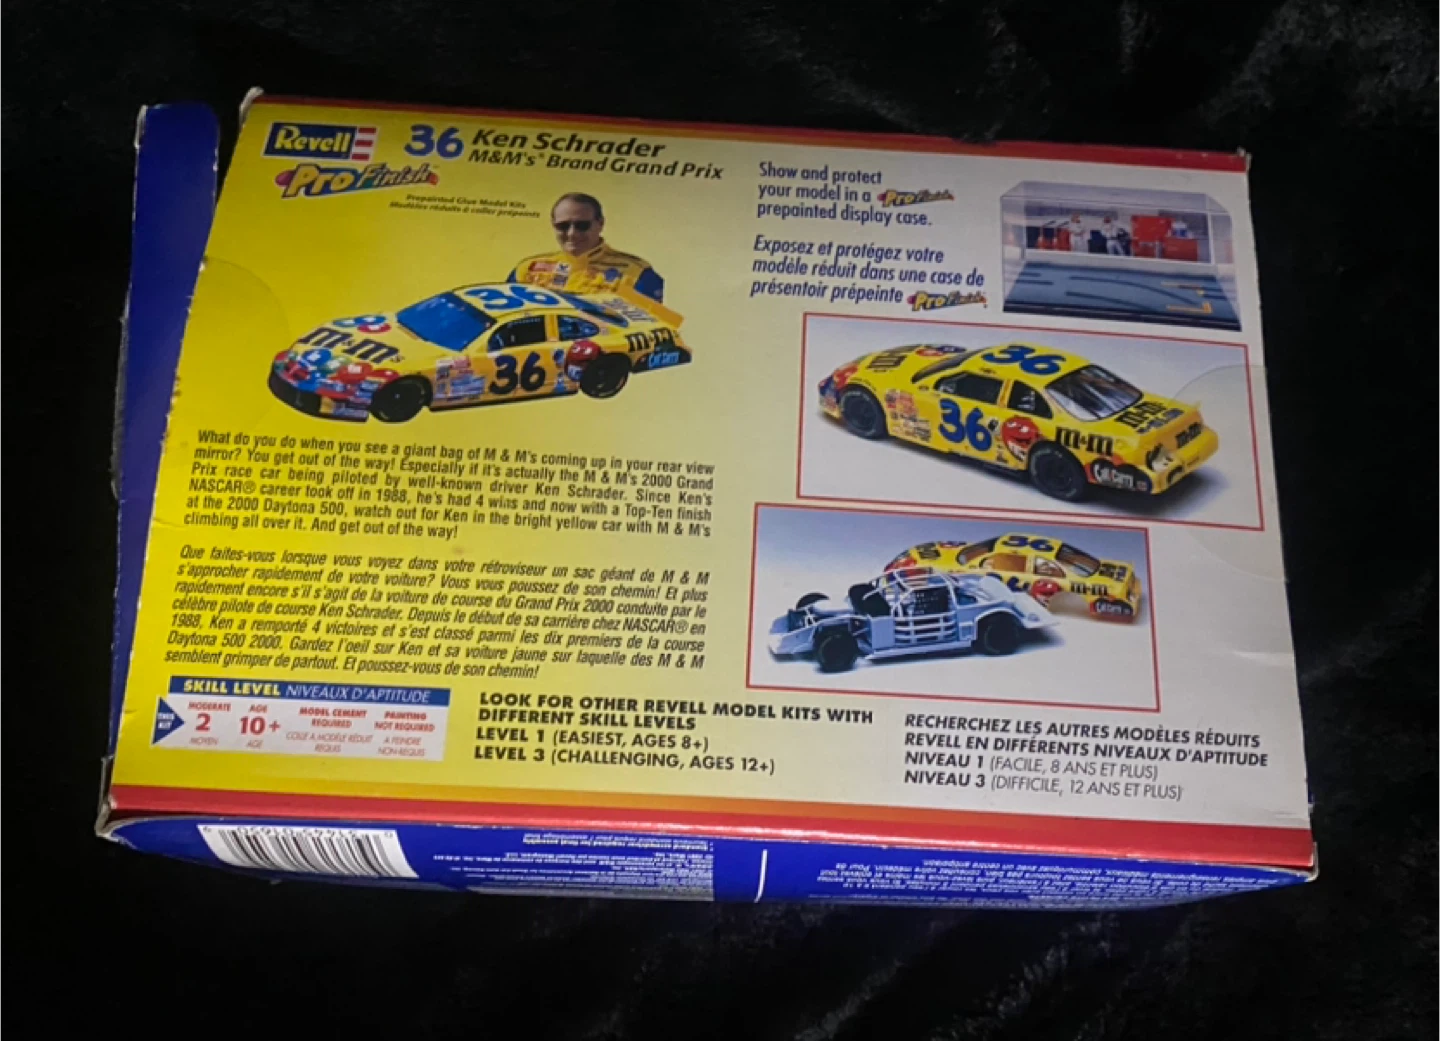 Revell
36 Ken Schrader
M&M's® Brand Grand Prix
Pro Finish
Prepainted Glue Model Kits
Modèles réduits à coller prépeints
Show and protect
your model in a Pro Finish
prepainted display case.
Exposez et protégez votre
modèle réduit dans une case de
présentoir prépeinte Pro Finish
36
m&m's
36
m&m
36
36
m&m
m&m
36
m&m
What do you do when you see a giant bag of M & M's coming up in your rear view
mirror? You get out of the way! Especially if it's actually the M & M's 2000 Grand
Prix race car being piloted by well-known driver Ken Schrader. Since Ken's
NASCAR® career took off in 1988, he's had 4 wins and now with a Top-Ten finish
at the 2000 Daytona 500, watch out for Ken in the bright yellow car with M & M's
climbing all over it. And get out of the way!
Que faites-vous lorsque vous voyez dans votre rétroviseur un sac géant de M & M
s'approcher rapidement de votre voiture? Vous vous poussez de son chemin! Et plus
rapidement encore s'il s'agit de la voiture de course du Grand Prix 2000 conduite par le
célèbre pilote de course Ken Schrader. Depuis le début de sa carrière chez NASCAR® en
1988, Ken a remporté 4 victoires et s'est classé parmi les dix premiers de la course
Daytona 500 2000. Gardez l'oeil sur Ken et sa voiture jaune sur laquelle des M & M
semblent grimper de partout. Et poussez-vous de son chemin!
SKILL LEVEL NIVEAUX D'APTITUDE
THIS KIT
MODERATE
2
MOYEN
AGE
10+
AGE
MODEL CEMENT
REQUIRED
COLLE A MODÈLE RÉDUIT
REQUIS
PAINTING
NOT REQUIRED
A PEINDRE
NON-REQUIS
LOOK FOR OTHER REVELL MODEL KITS WITH
DIFFERENT SKILL LEVELS
LEVEL 1 (EASIEST, AGES 8+)
LEVEL 3 (CHALLENGING, AGES 12+)
RECHERCHEZ LES AUTRES MODÈLES RÉDUITS
REVELL EN DIFFÉRENTS NIVEAUX D'APTITUDE
NIVEAU 1 (FACILE, 8 ANS ET PLUS)
NIVEAU 3 (DIFFICILE, 12 ANS ET PLUS)